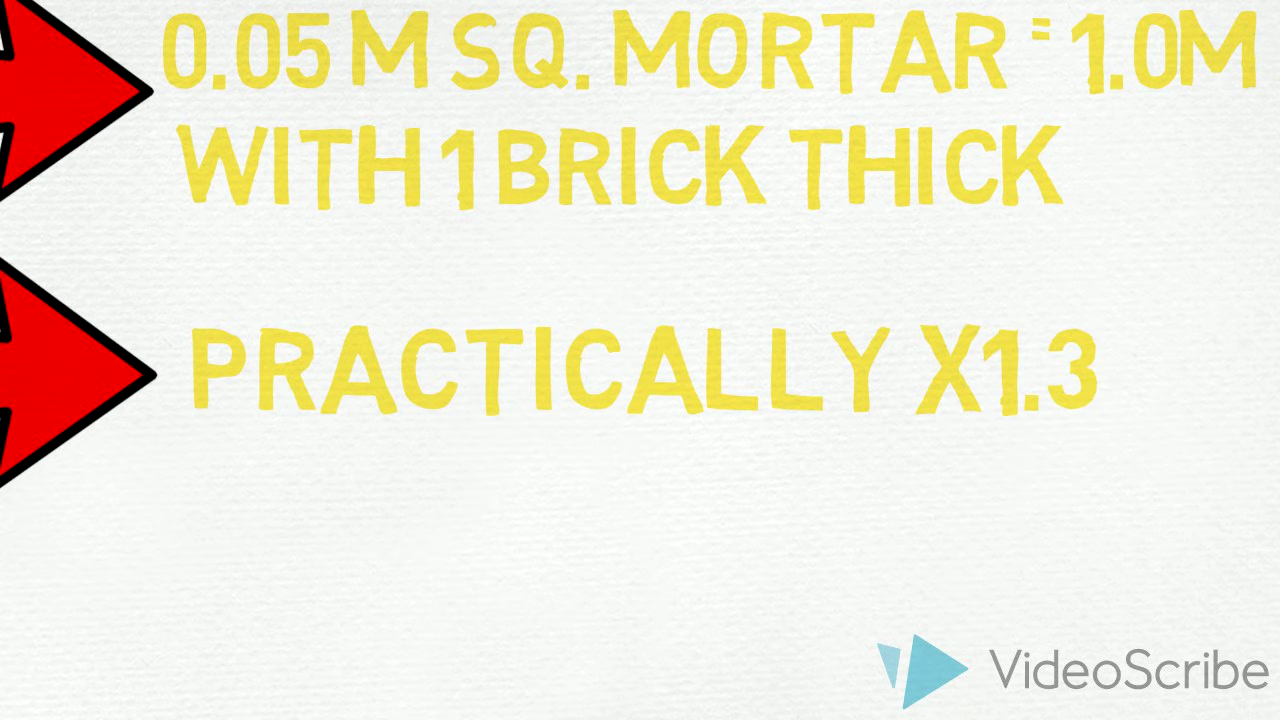 0.05 M SQ. MORTAR = 1.0M
WITH 1 BRICK THICK
PRACTICALLY X1.3
VideoScribe